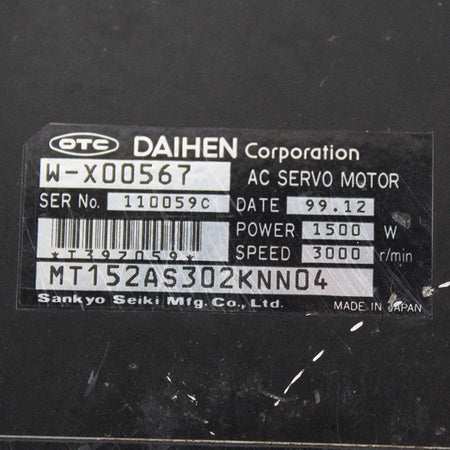 OTC DAIHEN Corporation
W-X00567 AC SERVO MOTOR
SER No. 110059C DATE 99.12
POWER 1500 W
*T397059* SPEED 3000 r/min
MT152AS302KNN04
Sankyo Seiki Mfg. Co., Ltd. MADE IN JAPAN